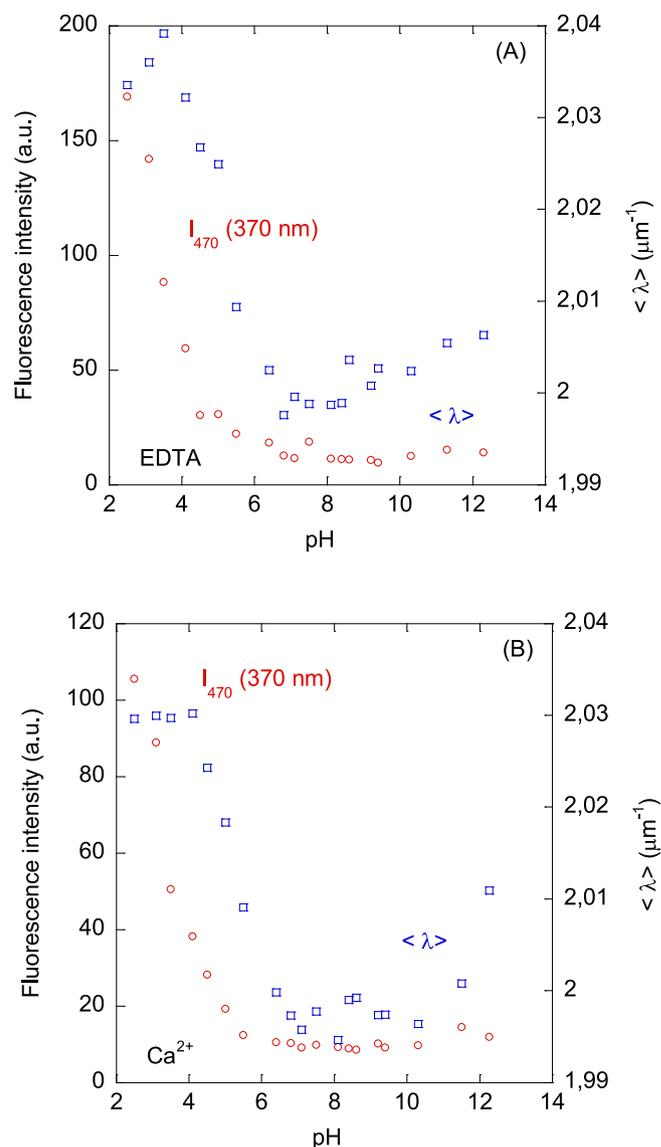 (A)
200
150
100
50
0
Fluorescence intensity (a.u.)
I470 (370 nm)
< λ>
EDTA
2,04
2,03
2,02
2,01
2
1,99
< λ> (μm-1)
2 4 6 8 10 12 14
pH
(B)
120
100
80
60
40
20
0
Fluorescence intensity (a.u.)
I470 (370 nm)
< λ>
Ca2+
2,04
2,03
2,02
2,01
2
1,99
< λ> (μm-1)
2 4 6 8 10 12 14
pH